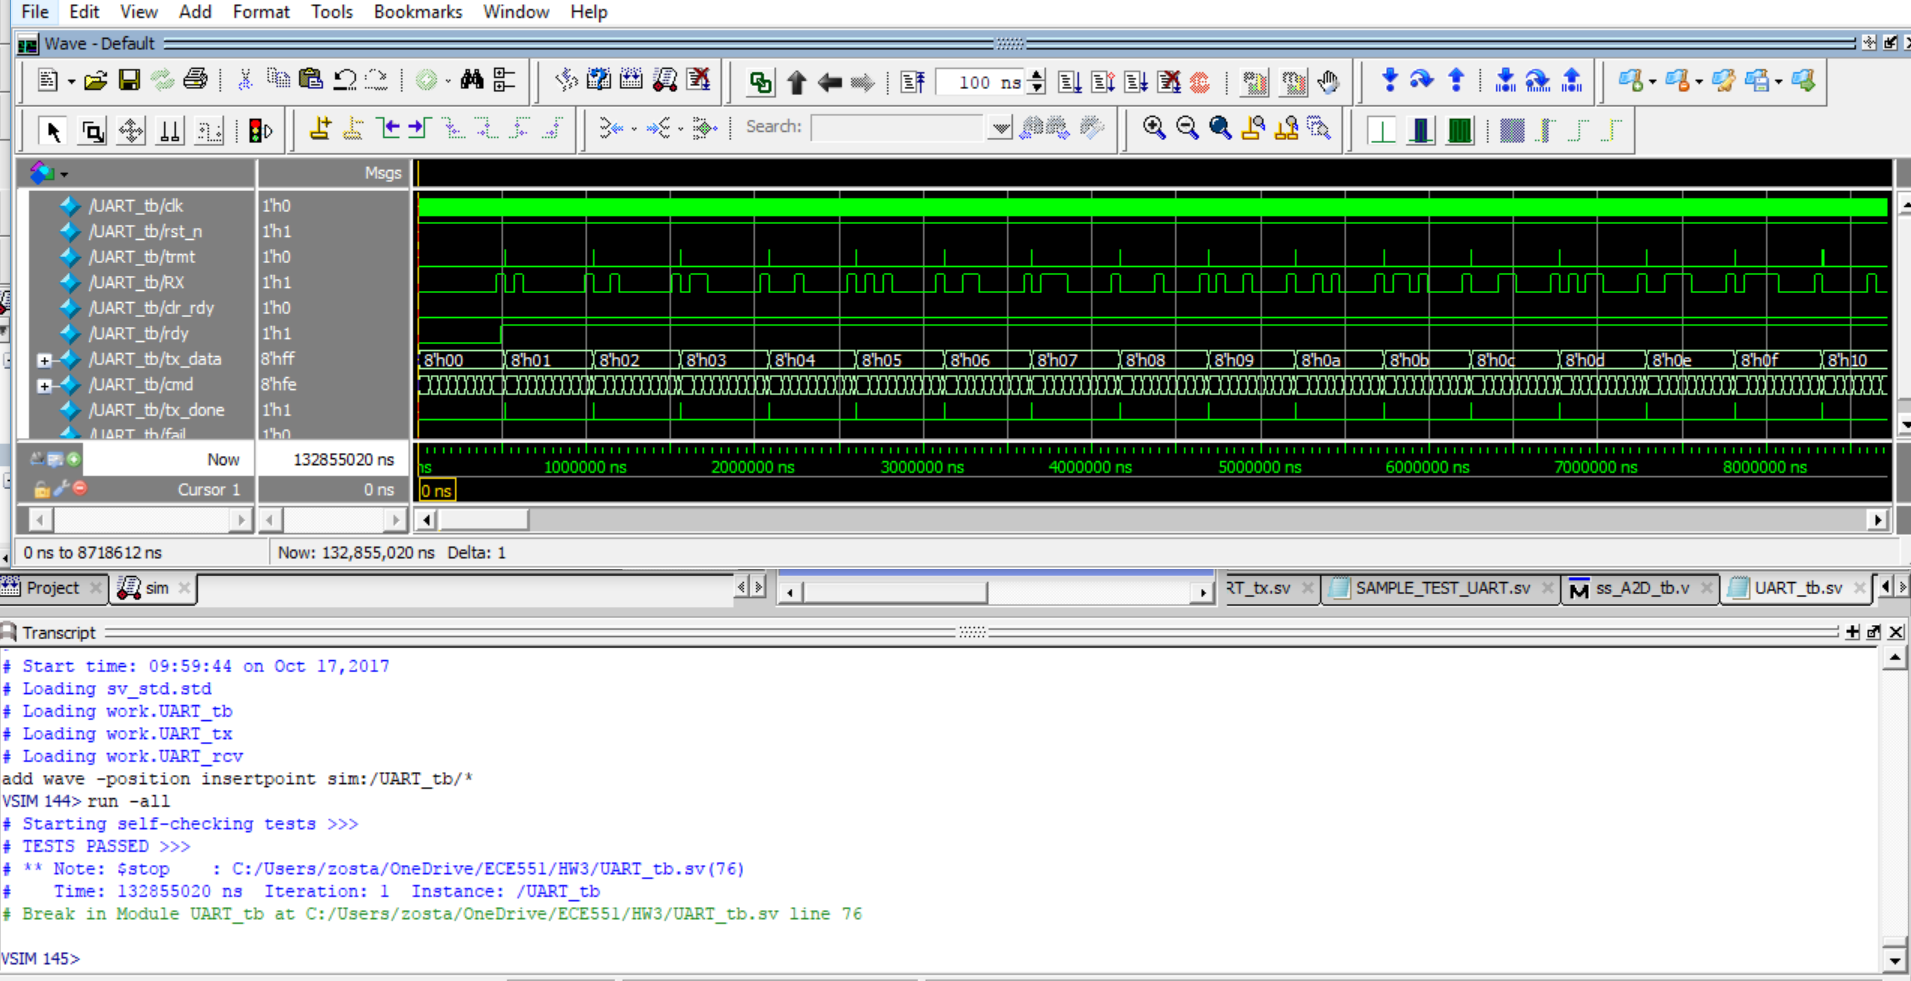 File Edit View Add Format Tools Bookmarks Window Help
Wave - Default
100 ns
Search:
Msgs
/UART_tb/clk 1'h0
/UART_tb/rst_n 1'h1
/UART_tb/trmt 1'h0
/UART_tb/RX 1'h1
/UART_tb/clr_rdy 1'h0
/UART_tb/rdy 1'h1
/UART_tb/tx_data 8'hff 8'h00 8'h01 8'h02 8'h03 8'h04 8'h05 8'h06 8'h07 8'h08 8'h09 8'h0a 8'h0b 8'h0c 8'h0d 8'h0e 8'h0f 8'h10
/UART_tb/cmd 8'hfe
/UART_tb/tx_done 1'h1
/UART_tb/fail 1'h0
Now 132855020 ns ns 1000000 ns 2000000 ns 3000000 ns 4000000 ns 5000000 ns 6000000 ns 7000000 ns 8000000 ns
Cursor 1 0 ns 0 ns
0 ns to 8718612 ns Now: 132,855,020 ns Delta: 1
Project sim RT_tx.sv SAMPLE_TEST_UART.sv ss_A2D_tb.v UART_tb.sv
Transcript
# Start time: 09:59:44 on Oct 17,2017
# Loading sv_std.std
# Loading work.UART_tb
# Loading work.UART_tx
# Loading work.UART_rcv
add wave -position insertpoint sim:/UART_tb/*
VSIM 144> run -all
# Starting self-checking tests >>>
# TESTS PASSED >>>
# ** Note: $stop : C:/Users/zosta/OneDrive/ECE551/HW3/UART_tb.sv(76)
# Time: 132855020 ns Iteration: 1 Instance: /UART_tb
# Break in Module UART_tb at C:/Users/zosta/OneDrive/ECE551/HW3/UART_tb.sv line 76
VSIM 145>